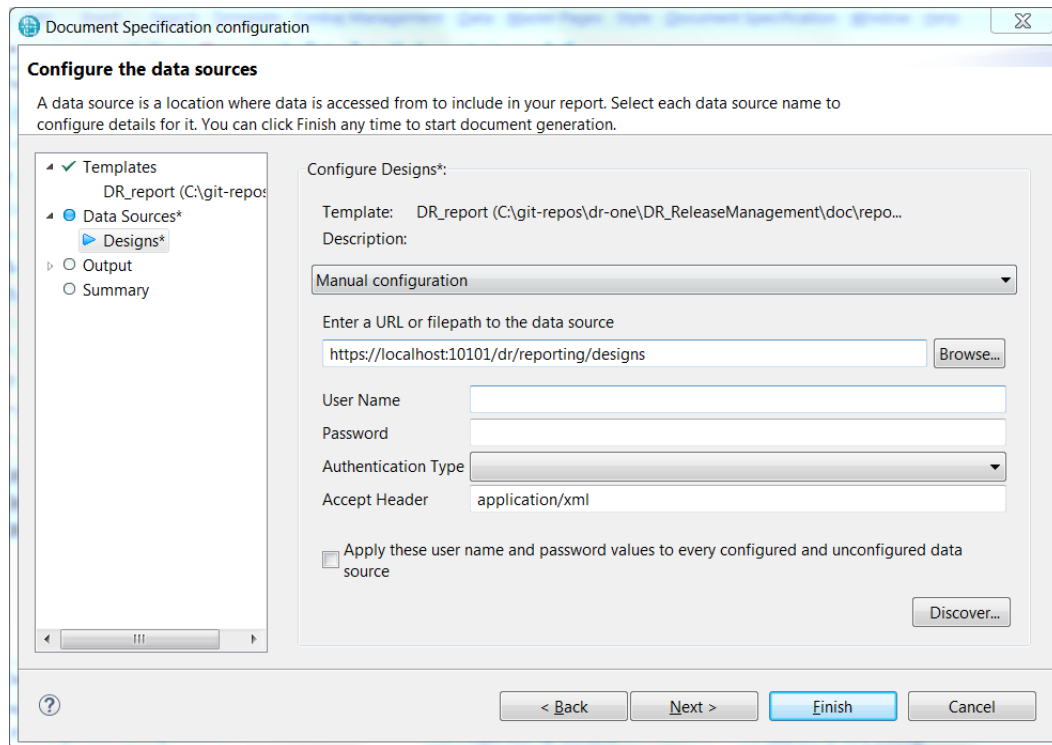 Document Specification configuration
Configure the data sources
A data source is a location where data is accessed from to include in your report. Select each data source name to
configure details for it. You can click Finish any time to start document generation.
Templates
DR_report (C:\git-repos
Data Sources*
Designs*
Output
Summary
Configure Designs*:
Template: DR_report (C:\git-repos\dr-one\DR_ReleaseManagement\doc\repo...
Description:
Manual configuration
Enter a URL or filepath to the data source
https://localhost:10101/dr/reporting/designs
Browse...
User Name
Password
Authentication Type
Accept Header application/xml
Apply these user name and password values to every configured and unconfigured data
source
Discover...
< Back
Next >
Finish
Cancel